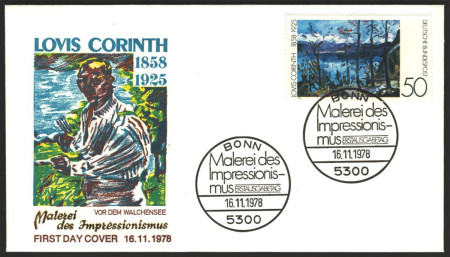 LOVIS CORINTH
1858
1925
VOR DEM WALCHENSEE
Malerei
des Impressionismus
FIRST DAY COVER 16.11.1978
LOVIS CORINTH 1858-1925
DEUTSCHE BUNDESPOST
50
BONN
Malerei des
Impressionis-
mus ERSTAUSGABETAG
16.11.1978
5300
BONN
Malerei des
Impressionis-
mus ERSTAUSGABETAG
16.11.1978
5300